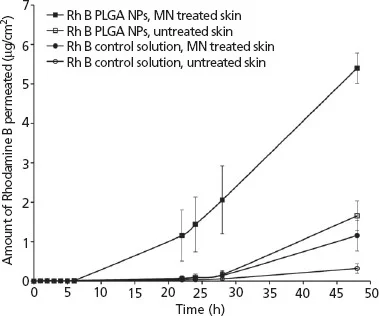 7
Rh B PLGA NPs, MN treated skin
Rh B PLGA NPs, untreated skin
6
Rh B control solution, MN treated skin
Rh B control solution, untreated skin
5
4
3
2
1
0
Amount of Rhodamine B permeated (µg/cm²)
0 5 10 15 20 25 30 35 40 45 50
Time (h)